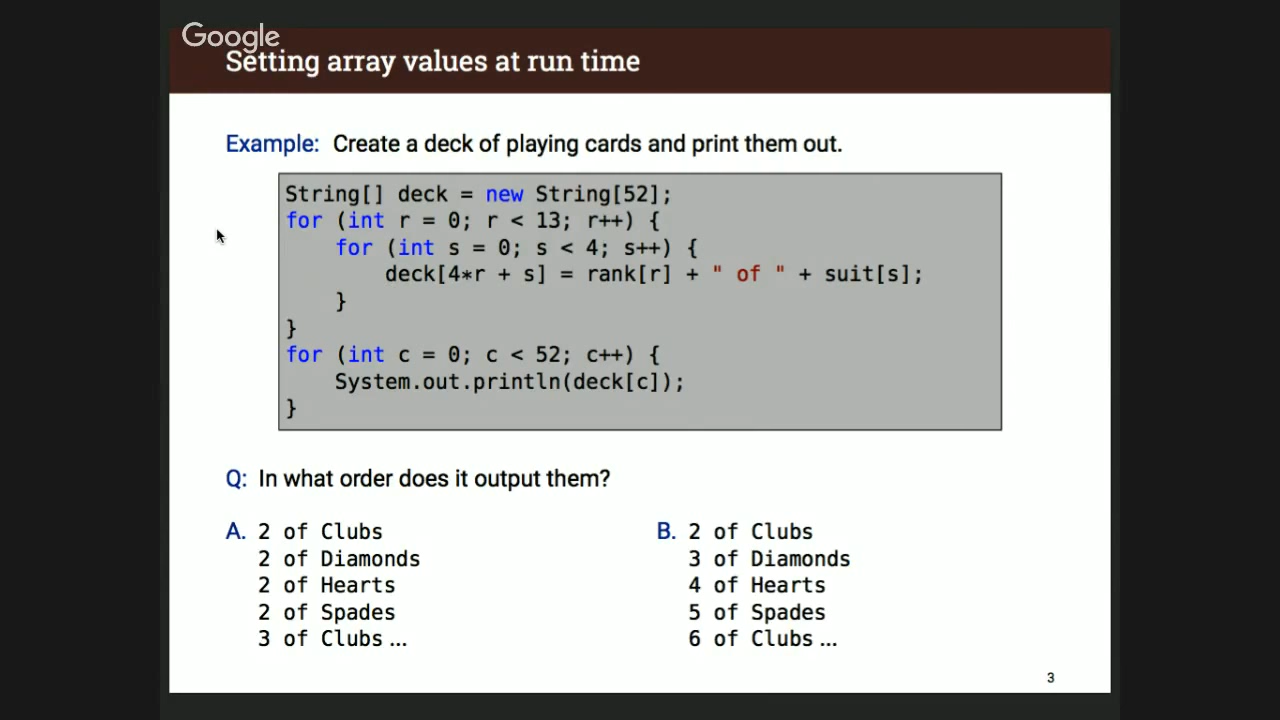 Google
Setting array values at run time
Example: Create a deck of playing cards and print them out.
String[] deck = new String[52];
for (int r = 0; r < 13; r++) {
    for (int s = 0; s < 4; s++) {
        deck[4*r + s] = rank[r] + " of " + suit[s];
    }
}
for (int c = 0; c < 52; c++) {
    System.out.println(deck[c]);
}
Q: In what order does it output them?
A. 2 of Clubs
2 of Diamonds
2 of Hearts
2 of Spades
3 of Clubs ...
B. 2 of Clubs
3 of Diamonds
4 of Hearts
5 of Spades
6 of Clubs ...
3